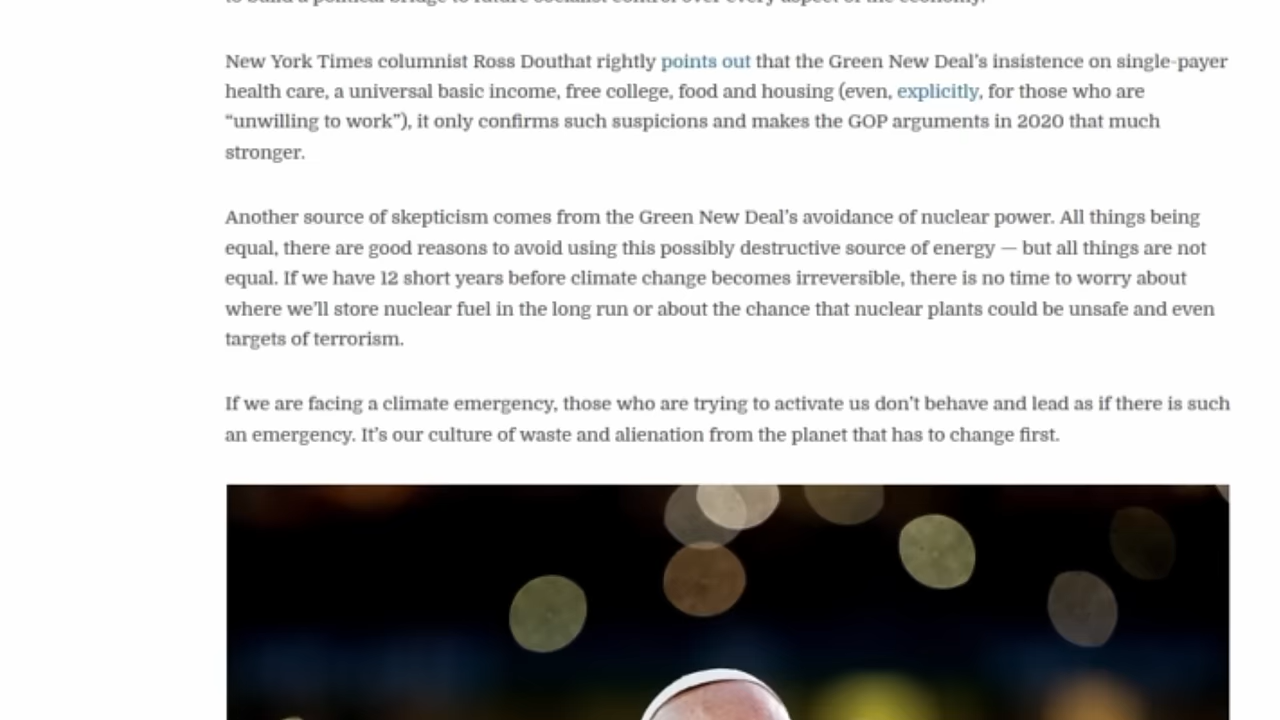 New York Times columnist Ross Douthat rightly points out that the Green New Deal’s insistence on single-payer
health care, a universal basic income, free college, food and housing (even, explicitly, for those who are
“unwilling to work”), it only confirms such suspicions and makes the GOP arguments in 2020 that much
stronger.
Another source of skepticism comes from the Green New Deal’s avoidance of nuclear power. All things being
equal, there are good reasons to avoid using this possibly destructive source of energy — but all things are not
equal. If we have 12 short years before climate change becomes irreversible, there is no time to worry about
where we’ll store nuclear fuel in the long run or about the chance that nuclear plants could be unsafe and even
targets of terrorism.
If we are facing a climate emergency, those who are trying to activate us don’t behave and lead as if there is such
an emergency. It’s our culture of waste and alienation from the planet that has to change first.